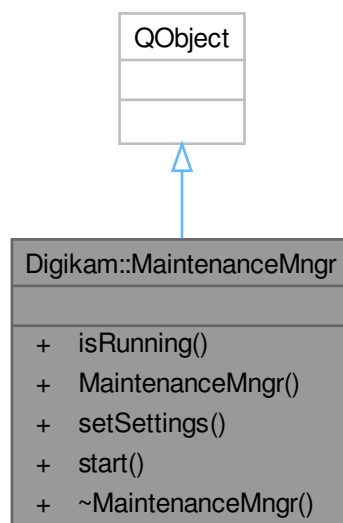 QObject
Digikam::MaintenanceMngr
+ isRunning()
+ MaintenanceMngr()
+ setSettings()
+ start()
+ ~MaintenanceMngr()